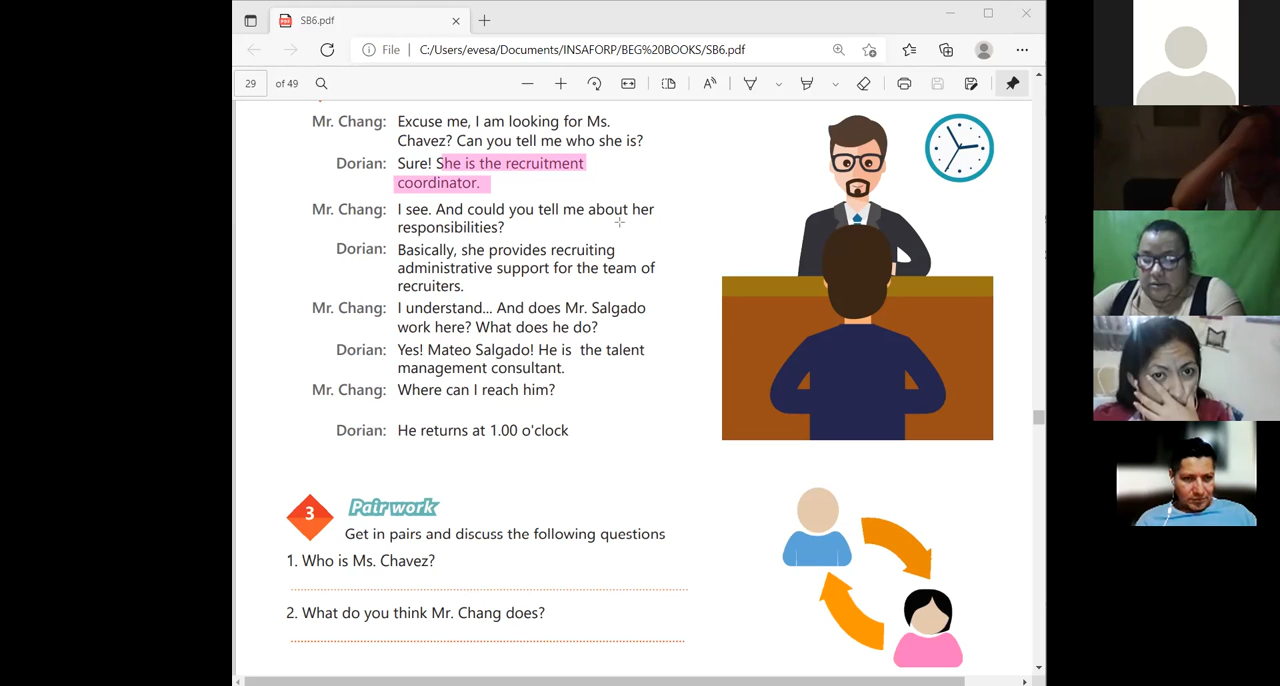 SB6.pdf
File C:/Users/evesa/Documents/INSAFORP/BEG%20BOOKS/SB6.pdf
29 of 49
Mr. Chang: Excuse me, I am looking for Ms.
Chavez? Can you tell me who she is?
Dorian: Sure! She is the recruitment
coordinator.
Mr. Chang: I see. And could you tell me about her
responsibilities?
Dorian: Basically, she provides recruiting
administrative support for the team of
recruiters.
Mr. Chang: I understand... And does Mr. Salgado
work here? What does he do?
Dorian: Yes! Mateo Salgado! He is the talent
management consultant.
Mr. Chang: Where can I reach him?
Dorian: He returns at 1.00 o'clock
3 Pair work
Get in pairs and discuss the following questions
1. Who is Ms. Chavez?
2. What do you think Mr. Chang does?